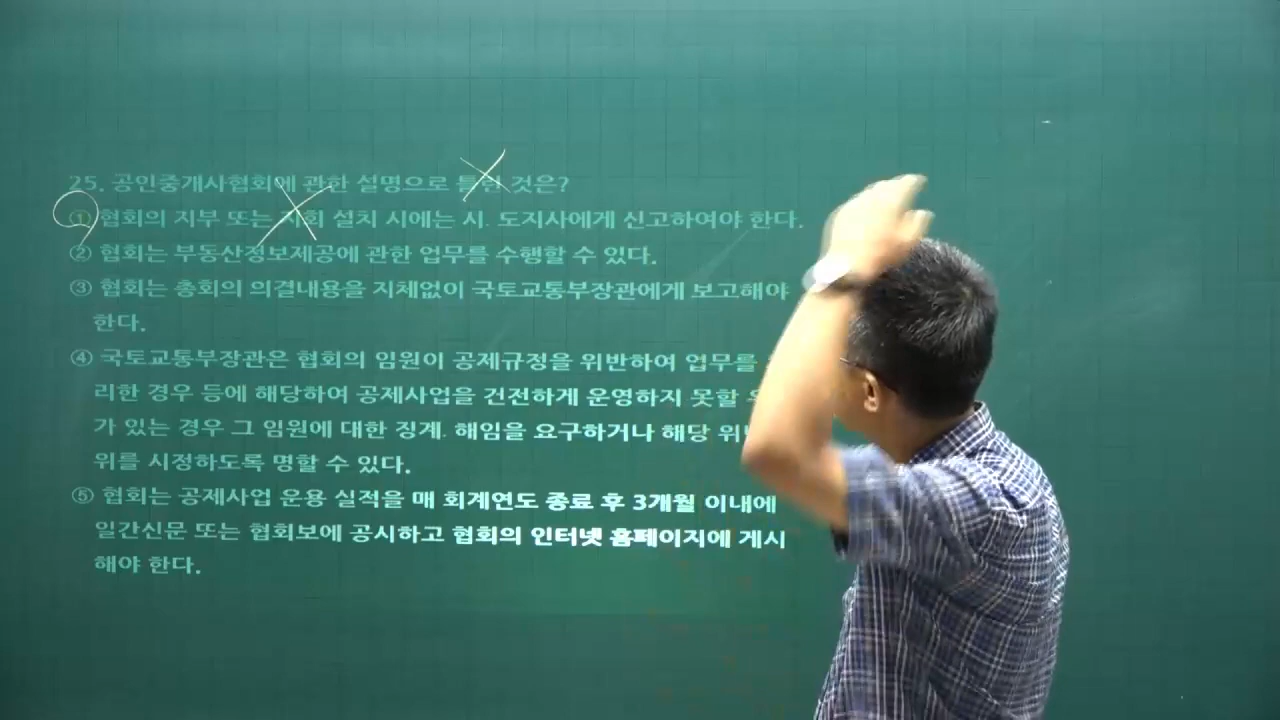 25. 공인중개사협회에 관한 설명으로 틀린 것은?
① 협회의 지부 또는 지회 설치 시에는 시. 도지사에게 신고하여야 한다.
② 협회는 부동산정보제공에 관한 업무를 수행할 수 있다.
③ 협회는 총회의 의결내용을 지체없이 국토교통부장관에게 보고해야
한다.
④ 국토교통부장관은 협회의 임원이 공제규정을 위반하여 업무를
리한 경우 등에 해당하여 공제사업을 건전하게 운영하지 못할
가 있는 경우 그 임원에 대한 징계. 해임을 요구하거나 해당
위를 시정하도록 명할 수 있다.
⑤ 협회는 공제사업 운용 실적을 매 회계연도 종료 후 3개월 이내에
일간신문 또는 협회보에 공시하고 협회의 인터넷 홈페이지에 게시
해야 한다.